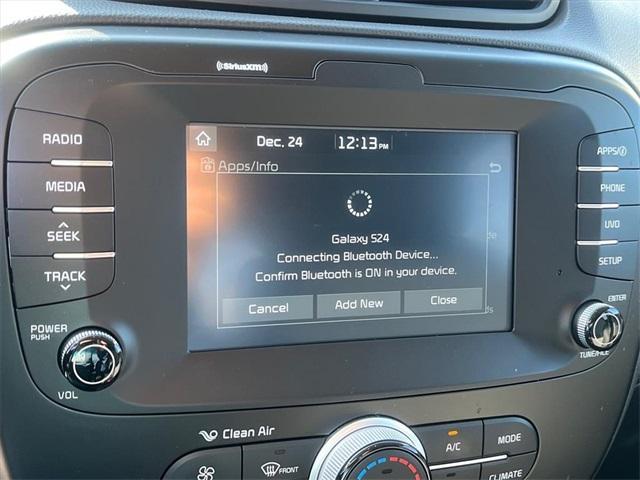 ((SiriusXM))
RADIO
MEDIA
SEEK
TRACK
POWER
PUSH
VOL
Dec. 24 12:13 PM
Apps/Info
Galaxy S24
Connecting Bluetooth Device...
Confirm Bluetooth is ON in your device.
Cancel Add New Close
APPS/i
PHONE
UVO
SETUP
ENTER
TUNE/FILE
Clean Air
FRONT
A/C
MODE
CLIMATE